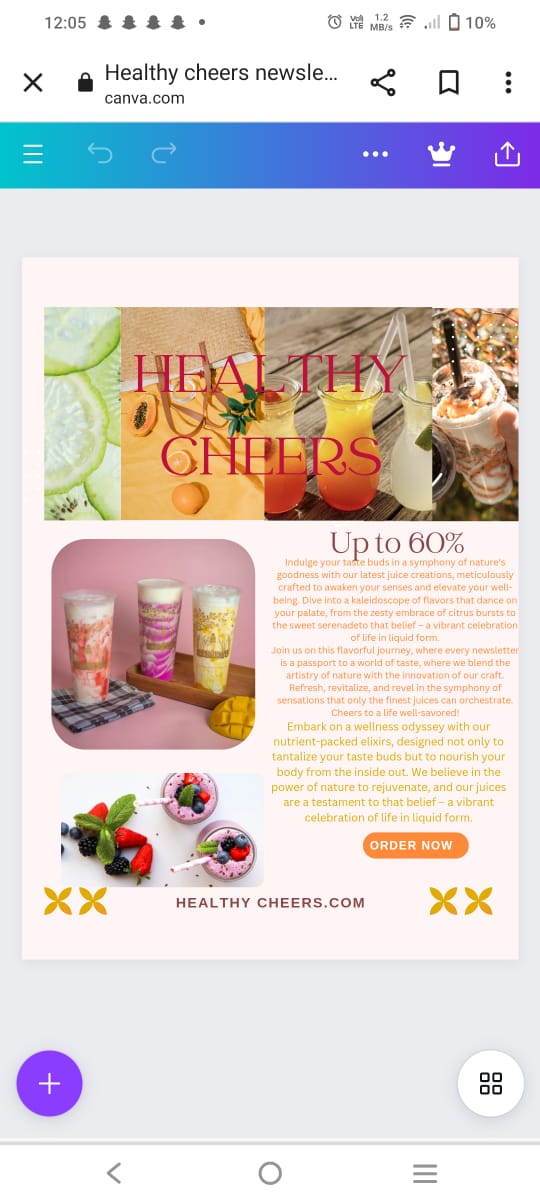 12:05
Vo) LTE
1.2 MB/s
10%
Healthy cheers newsle...
canva.com
HEALTHY
CHEERS
Up to 60%
Indulge your taste buds in a symphony of nature's
goodness with our latest juice creations, meticulously
crafted to awaken your senses and elevate your well-
being. Dive into a kaleidoscope of flavors that dance on
your palate, from the zesty embrace of citrus bursts to
the sweet serenadeto that belief – a vibrant celebration
of life in liquid form.
Join us on this flavorful journey, where every newsletter
is a passport to a world of taste, where we blend the
artistry of nature with the innovation of our craft.
Refresh, revitalize, and revel in the symphony of
sensations that only the finest juices can orchestrate.
Cheers to a life well-savored!
Embark on a wellness odyssey with our
nutrient-packed elixirs, designed not only to
tantalize your taste buds but to nourish your
body from the inside out. We believe in the
power of nature to rejuvenate, and our juices
are a testament to that belief – a vibrant
celebration of life in liquid form.
ORDER NOW
HEALTHY CHEERS.COM